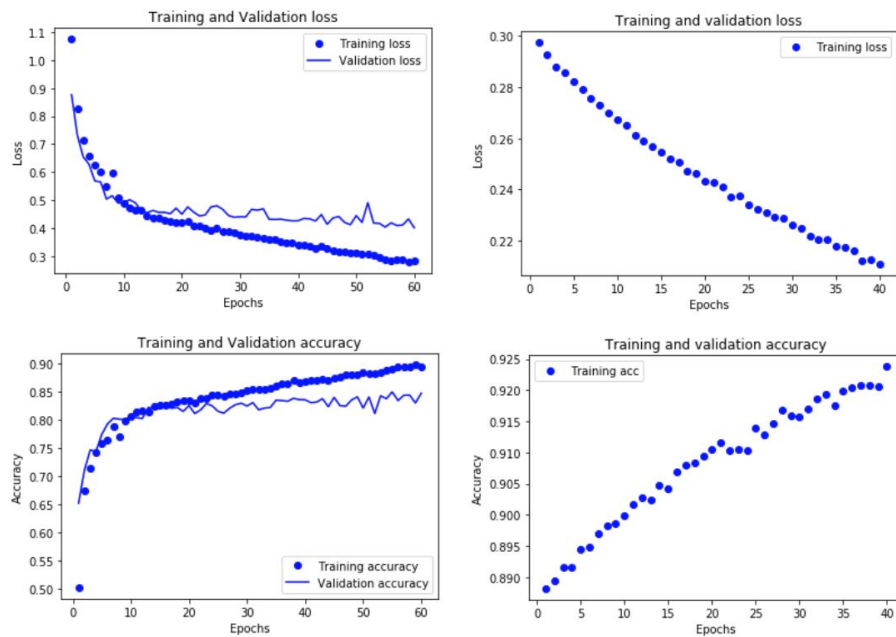 Training and Validation loss
Training loss
Validation loss
1.1
1.0
0.9
0.8
0.7
0.6
0.5
0.4
0.3
Loss
0 10 20 30 40 50 60
Epochs
Training and validation loss
Training loss
0.30
0.28
0.26
0.24
0.22
Loss
0 5 10 15 20 25 30 35 40
Epochs
Training and Validation accuracy
0.90
0.85
0.80
0.75
0.70
0.65
0.60
0.55
0.50
Accuracy
Training accuracy
Validation accuracy
0 10 20 30 40 50 60
Epochs
Training and validation accuracy
Training acc
0.925
0.920
0.915
0.910
0.905
0.900
0.895
0.890
Accuracy
0 5 10 15 20 25 30 35 40
Epochs